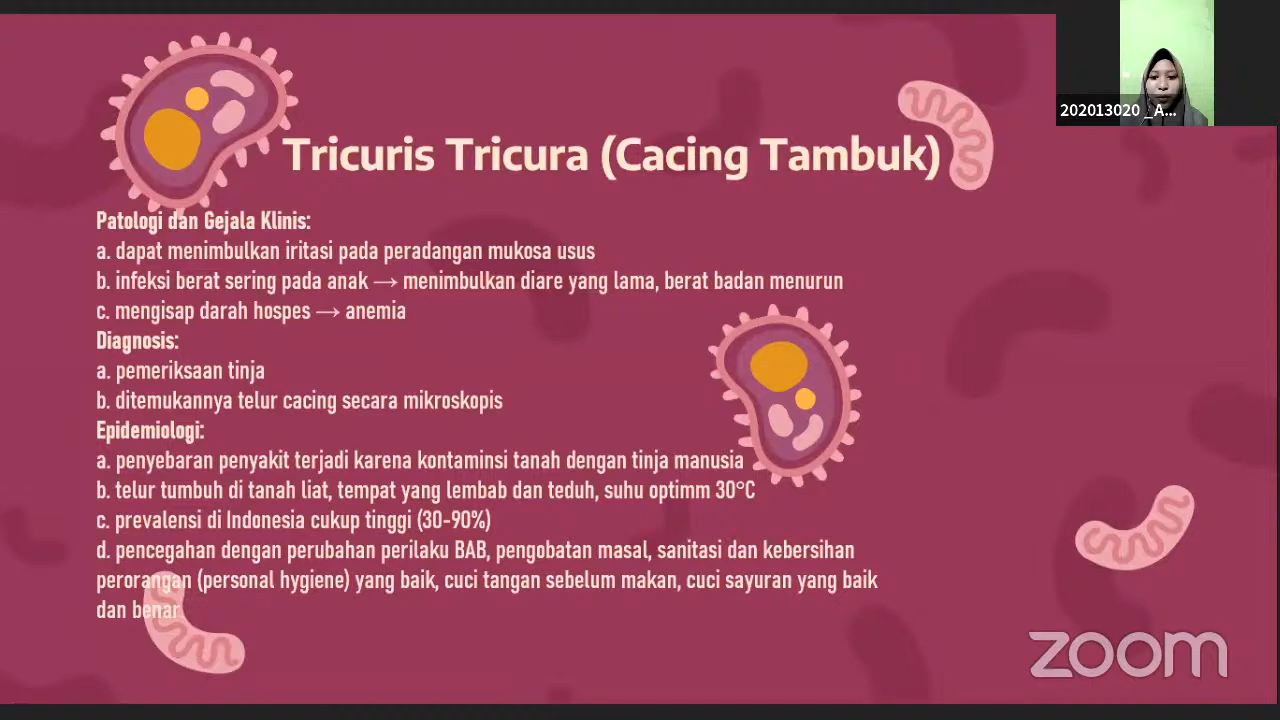 202013020 _A...
Tricuris Tricura (Cacing Tambuk)
Patologi dan Gejala Klinis:
a. dapat menimbulkan iritasi pada peradangan mukosa usus
b. infeksi berat sering pada anak → menimbulkan diare yang lama, berat badan menurun
c. mengisap darah hospes → anemia
Diagnosis:
a. pemeriksaan tinja
b. ditemukannya telur cacing secara mikroskopis
Epidemiologi:
a. penyebaran penyakit terjadi karena kontaminsi tanah dengan tinja manusia
b. telur tumbuh di tanah liat, tempat yang lembab dan teduh, suhu optimm 30°C
c. prevalensi di Indonesia cukup tinggi (30-90%)
d. pencegahan dengan perubahan perilaku BAB, pengobatan masal, sanitasi dan kebersihan
perorangan (personal hygiene) yang baik, cuci tangan sebelum makan, cuci sayuran yang baik
dan benar
zoom